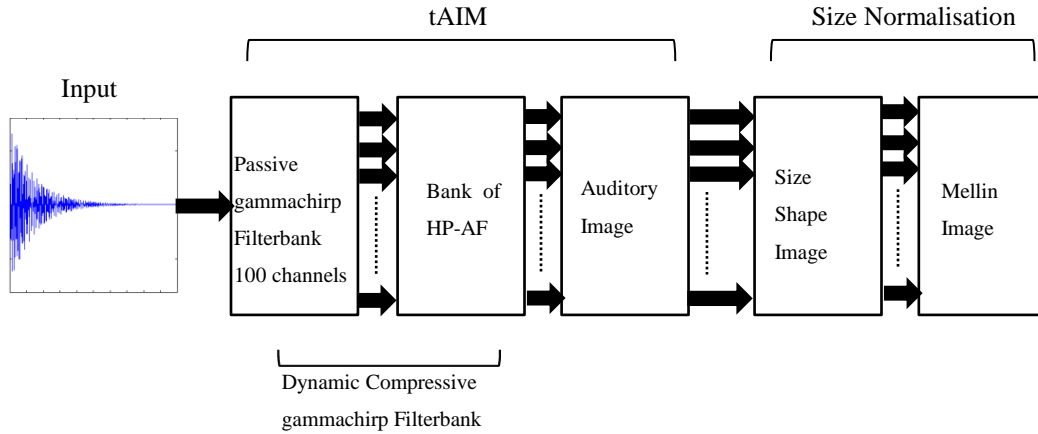 tAIM
Size Normalisation
Input
Passive
gammachirp
Filterbank
100 channels
Bank of
HP-AF
Auditory
Image
Size
Shape
Image
Mellin
Image
Dynamic Compressive
gammachirp Filterbank